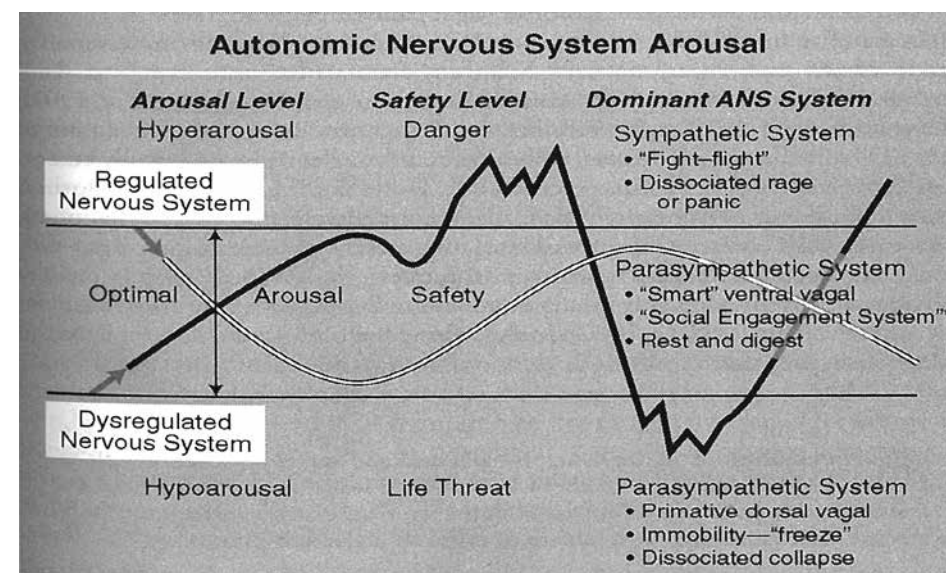 Autonomic Nervous System Arousal
Arousal Level Safety Level Dominant ANS System
Hyperarousal Danger Sympathetic System
• "Fight–flight"
• Dissociated rage
or panic
Regulated
Nervous System
Optimal Arousal Safety Parasympathetic System
• "Smart" ventral vagal
• "Social Engagement System"
• Rest and digest
Dysregulated
Nervous System
Hypoarousal Life Threat Parasympathetic System
• Primative dorsal vagal
• Immobility—"freeze"
• Dissociated collapse